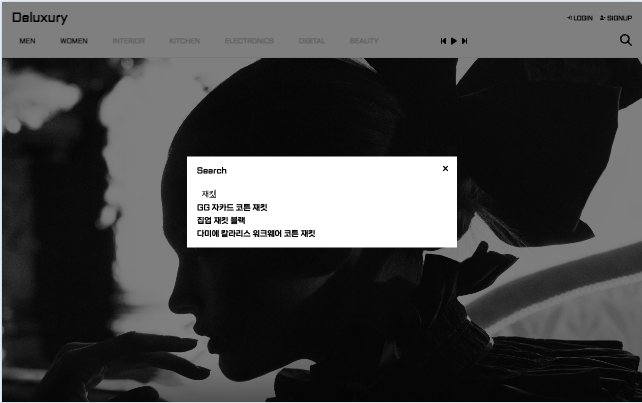 Deluxury
LOGIN SIGNUP
MEN WOMEN INTERIOR KITCHEN ELECTRONICS DIGITAL BEAUTY
Search
재킷
GG 자카드 코튼 재킷
집업 재킷 블랙
다미에 칼라리스 워크웨어 코튼 재킷